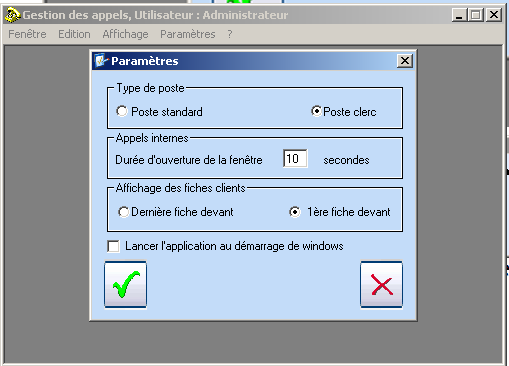 Gestion des appels, Utilisateur : Administrateur
Fenêtre Edition Affichage Paramètres ?
Paramètres
Type de poste
Poste standard Poste clerc
Appels internes
Durée d'ouverture de la fenêtre 10 secondes
Affichage des fiches clients
Dernière fiche devant 1ère fiche devant
Lancer l'application au démarrage de windows